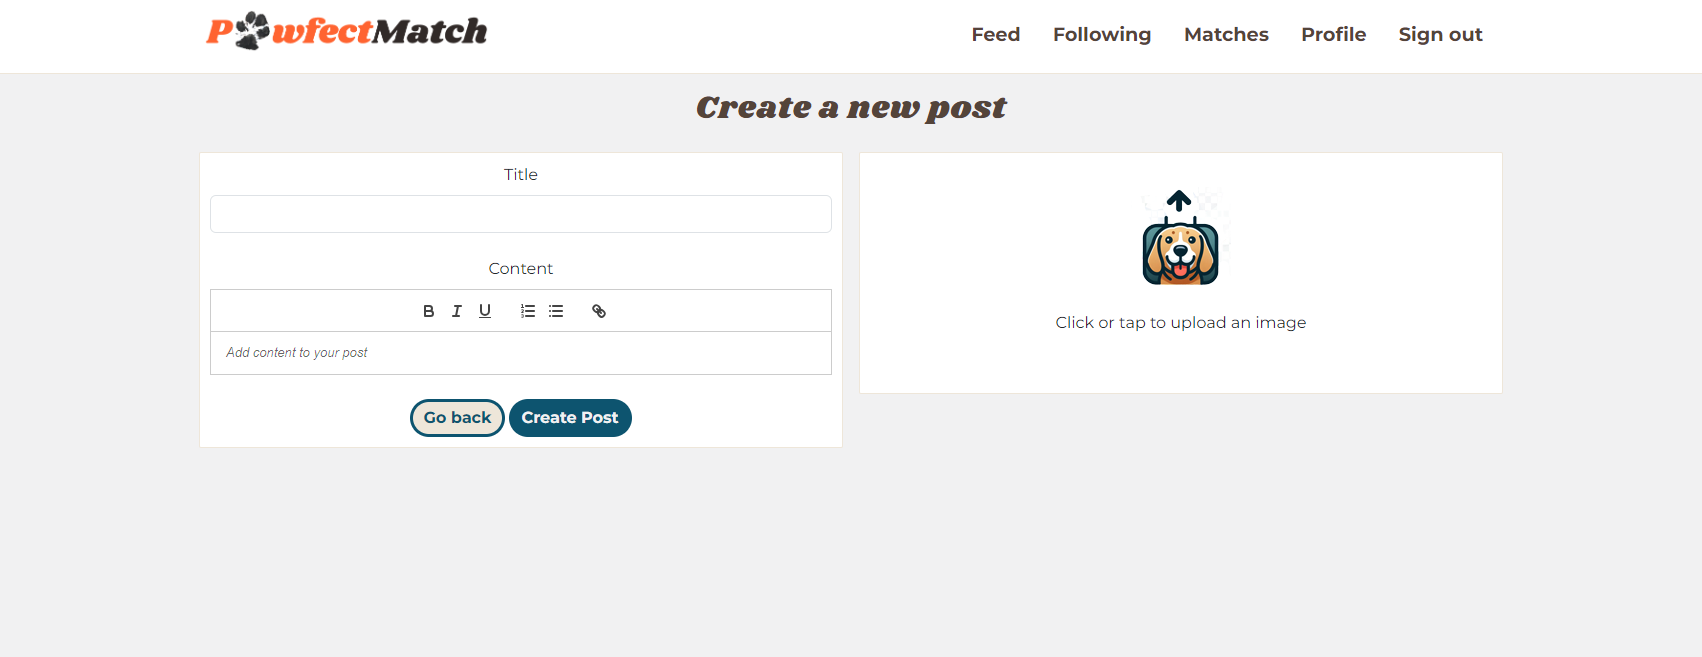 PawfectMatch
Feed Following Matches Profile Sign out
Create a new post
Title
Content
B I U
Add content to your post
Go back Create Post
Click or tap to upload an image